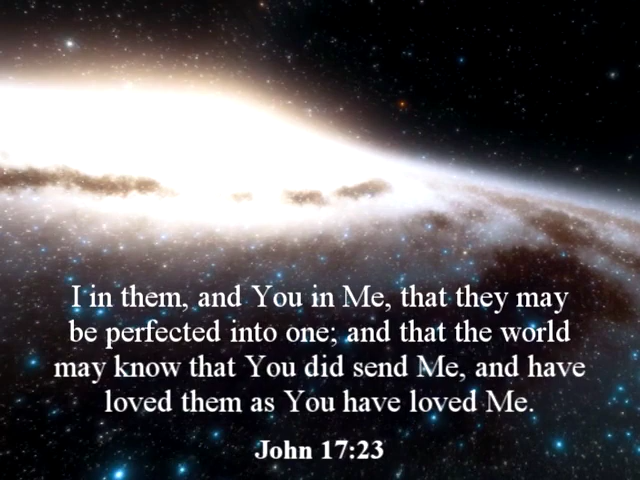 I in them, and You in Me, that they may
be perfected into one; and that the world
may know that You did send Me, and have
loved them as You have loved Me.
John 17:23